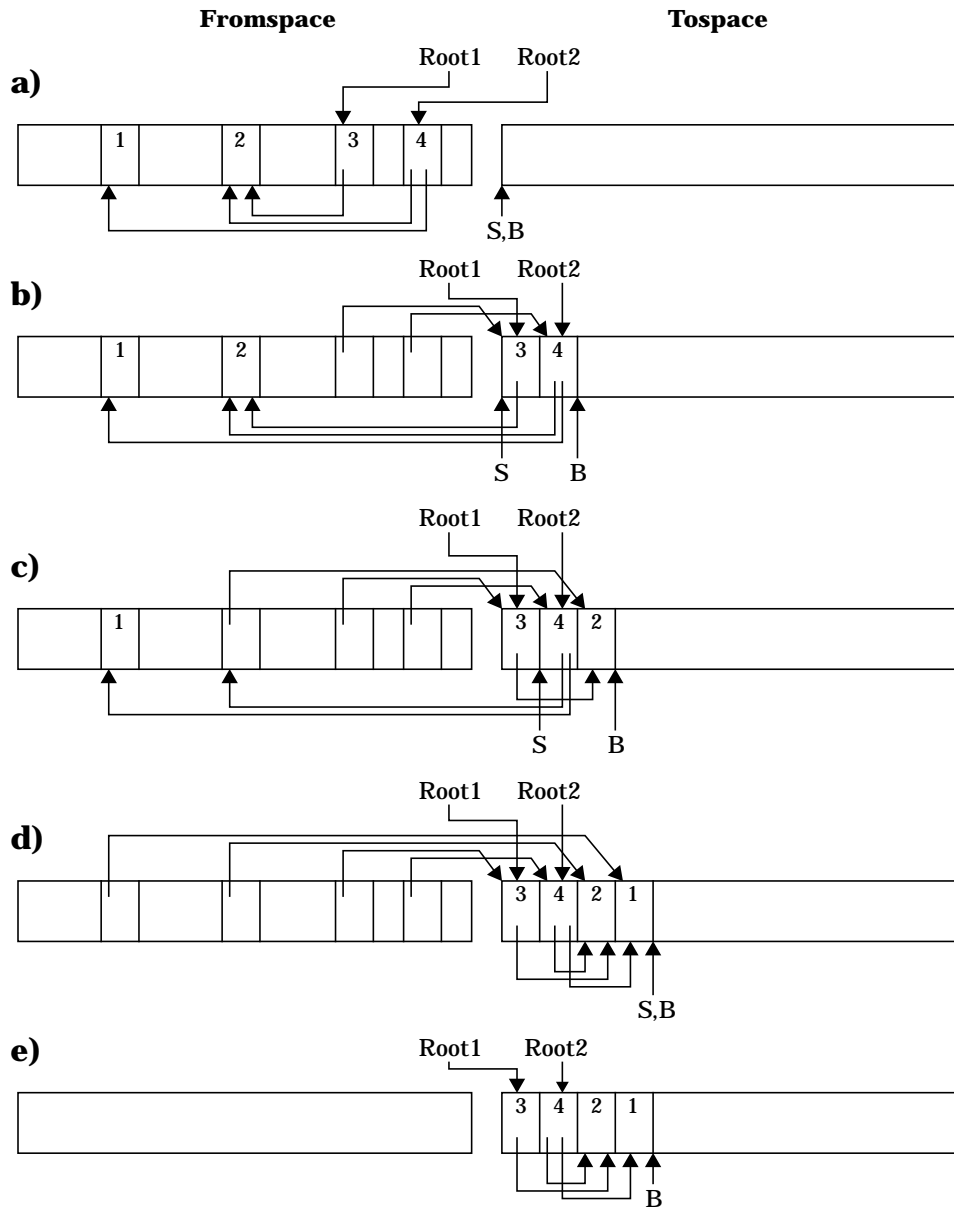 Fromspace Tospace
Root1 Root2
a)
1 2 3 4
S,B
Root1 Root2
b)
1 2 3 4
S B
Root1 Root2
c)
1 3 4 2
S B
Root1 Root2
d)
3 4 2 1
S,B
e)
Root1 Root2
3 4 2 1
B